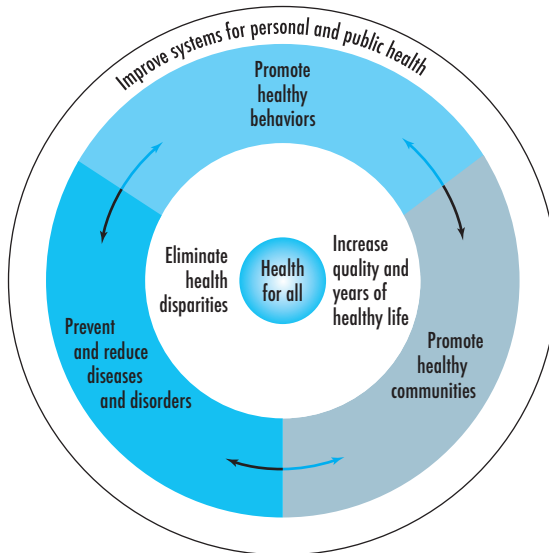 Improve systems for personal and public health
Promote
healthy
behaviors
Eliminate
health
disparities
Health
for all
Increase
quality and
years of
healthy life
Prevent
and reduce
diseases
and disorders
Promote
healthy
communities